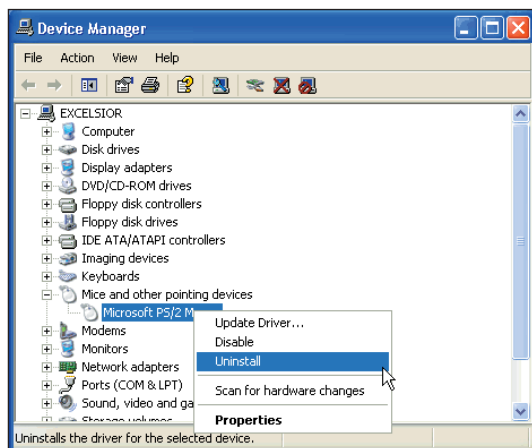 Device Manager
File Action View Help
EXCELSIOR
Computer
Disk drives
Display adapters
DVD/CD-ROM drives
Floppy disk controllers
Floppy disk drives
IDE ATA/ATAPI controllers
Imaging devices
Keyboards
Mice and other pointing devices
Microsoft PS/2 M
Modems
Monitors
Network adapters
Ports (COM & LPT)
Sound, video and ga
Storage volumes
Update Driver...
Disable
Uninstall
Scan for hardware changes
Properties
Uninstalls the driver for the selected device.